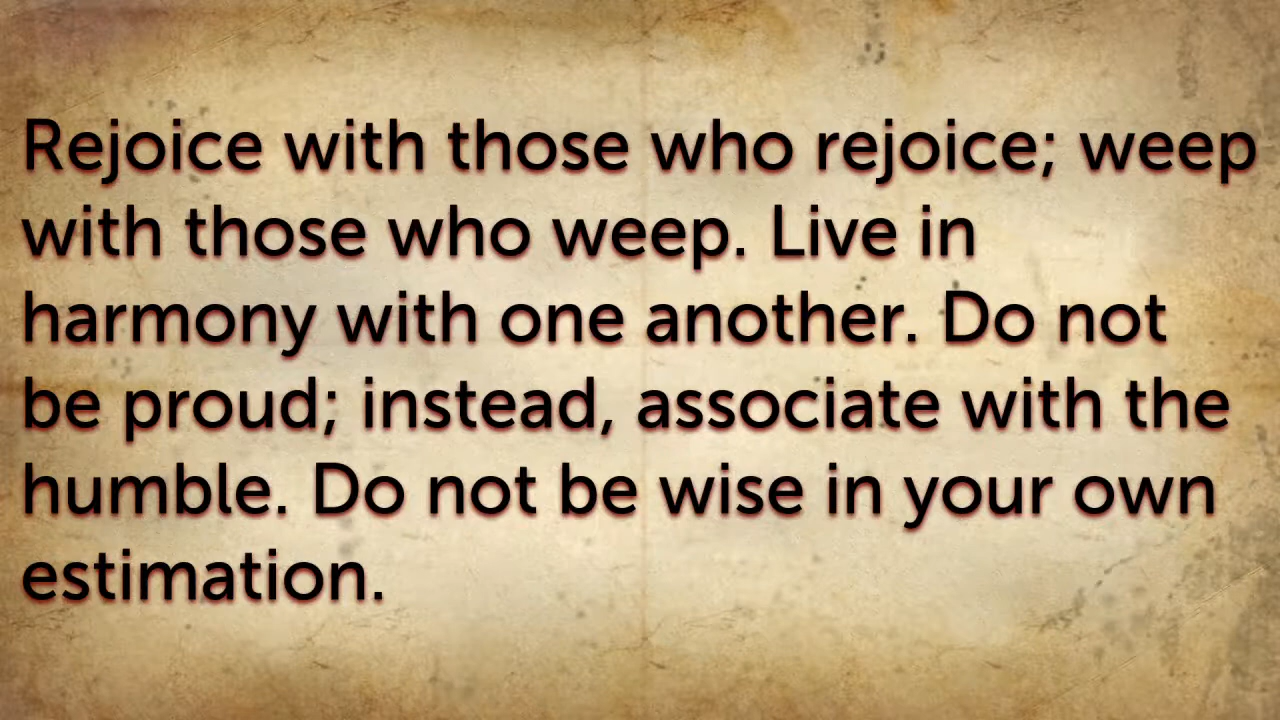 Rejoice with those who rejoice; weep
with those who weep. Live in
harmony with one another. Do not
be proud; instead, associate with the
humble. Do not be wise in your own
estimation.